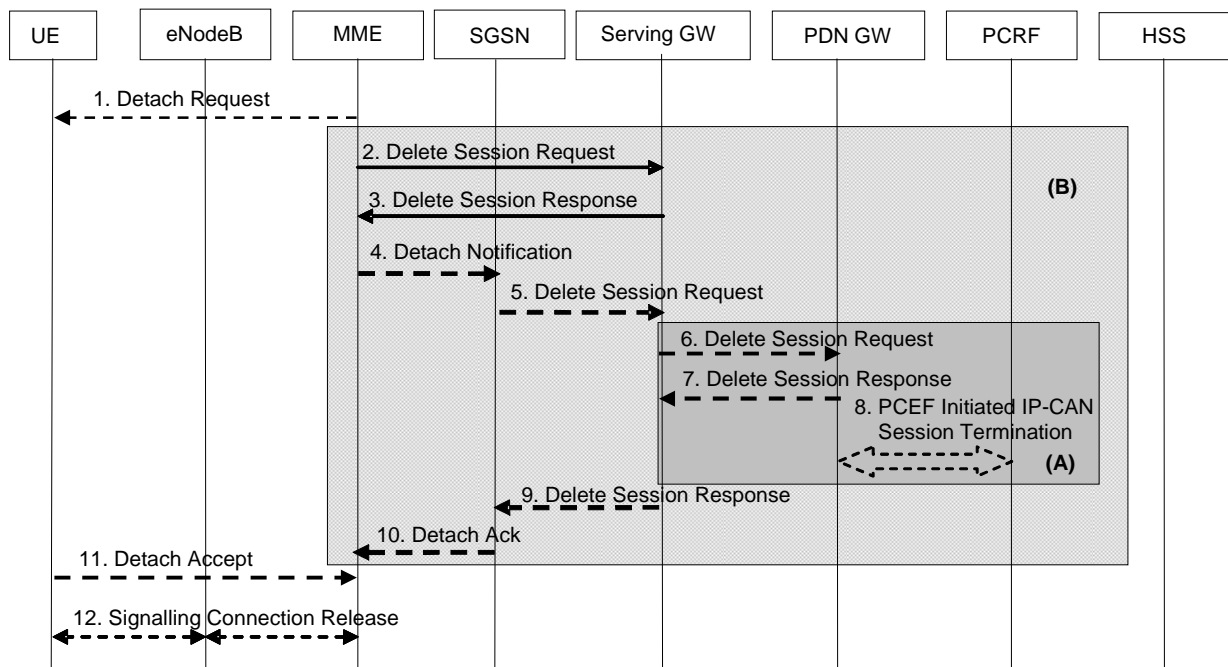 UE
eNodeB
MME
SGSN
Serving GW
PDN GW
PCRF
HSS
1. Detach Request
2. Delete Session Request
(B)
3. Delete Session Response
4. Detach Notification
5. Delete Session Request
6. Delete Session Request
7. Delete Session Response
8. PCEF Initiated IP-CAN
Session Termination
(A)
9. Delete Session Response
10. Detach Ack
11. Detach Accept
12. Signalling Connection Release